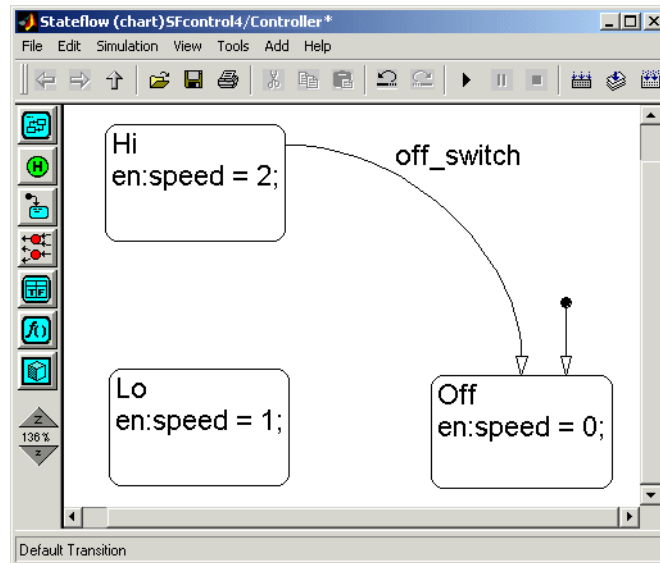 Stateflow (chart)SFcontrol4/Controller*
File Edit Simulation View Tools Add Help
Hi
en:speed = 2;
off_switch
H
TF
f()
Lo
en:speed = 1;
Off
en:speed = 0;
Z
136%
z
Default Transition